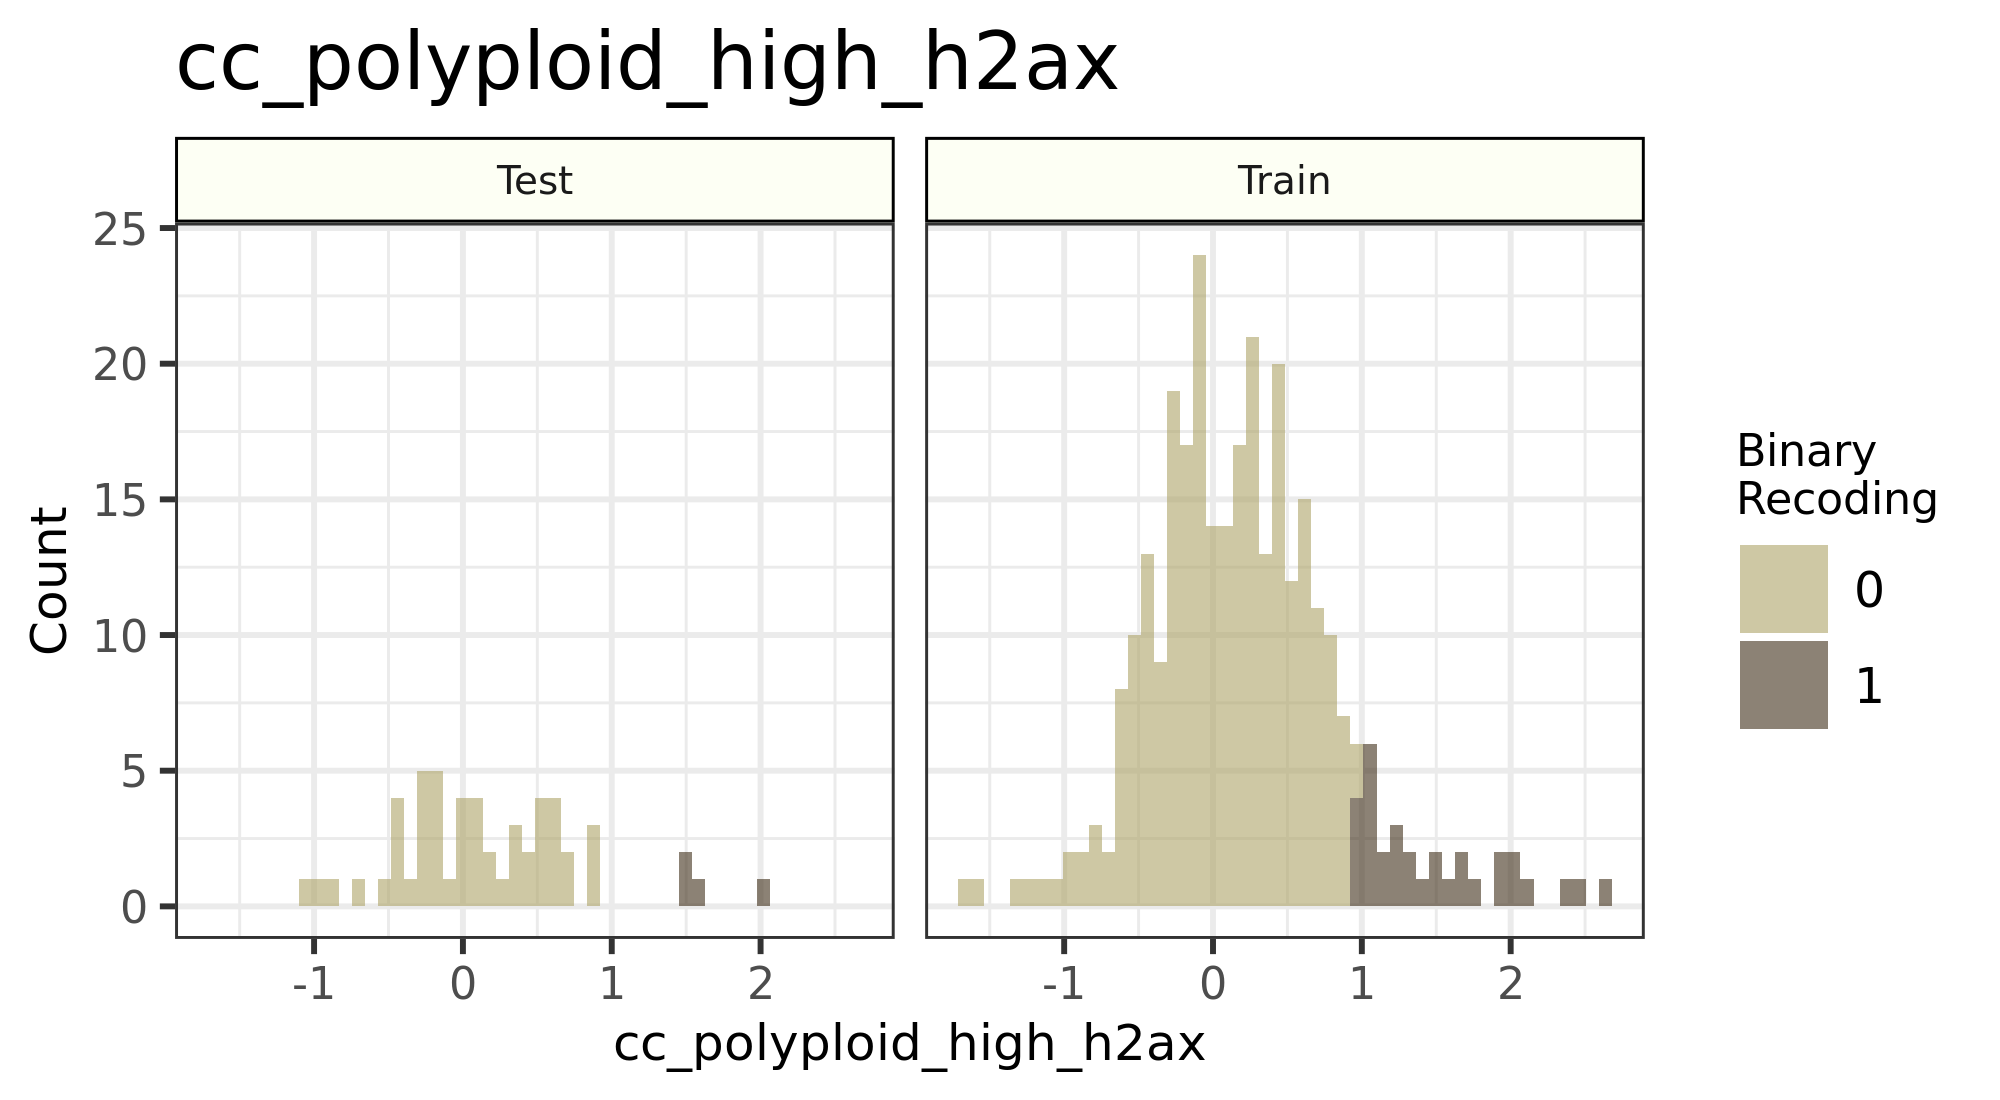 cc_polyploid_high_h2ax
Test
Train
25
20
15
10
5
0
Count
-1 0 1 2
-1 0 1 2
cc_polyploid_high_h2ax
Binary
Recoding
0
1